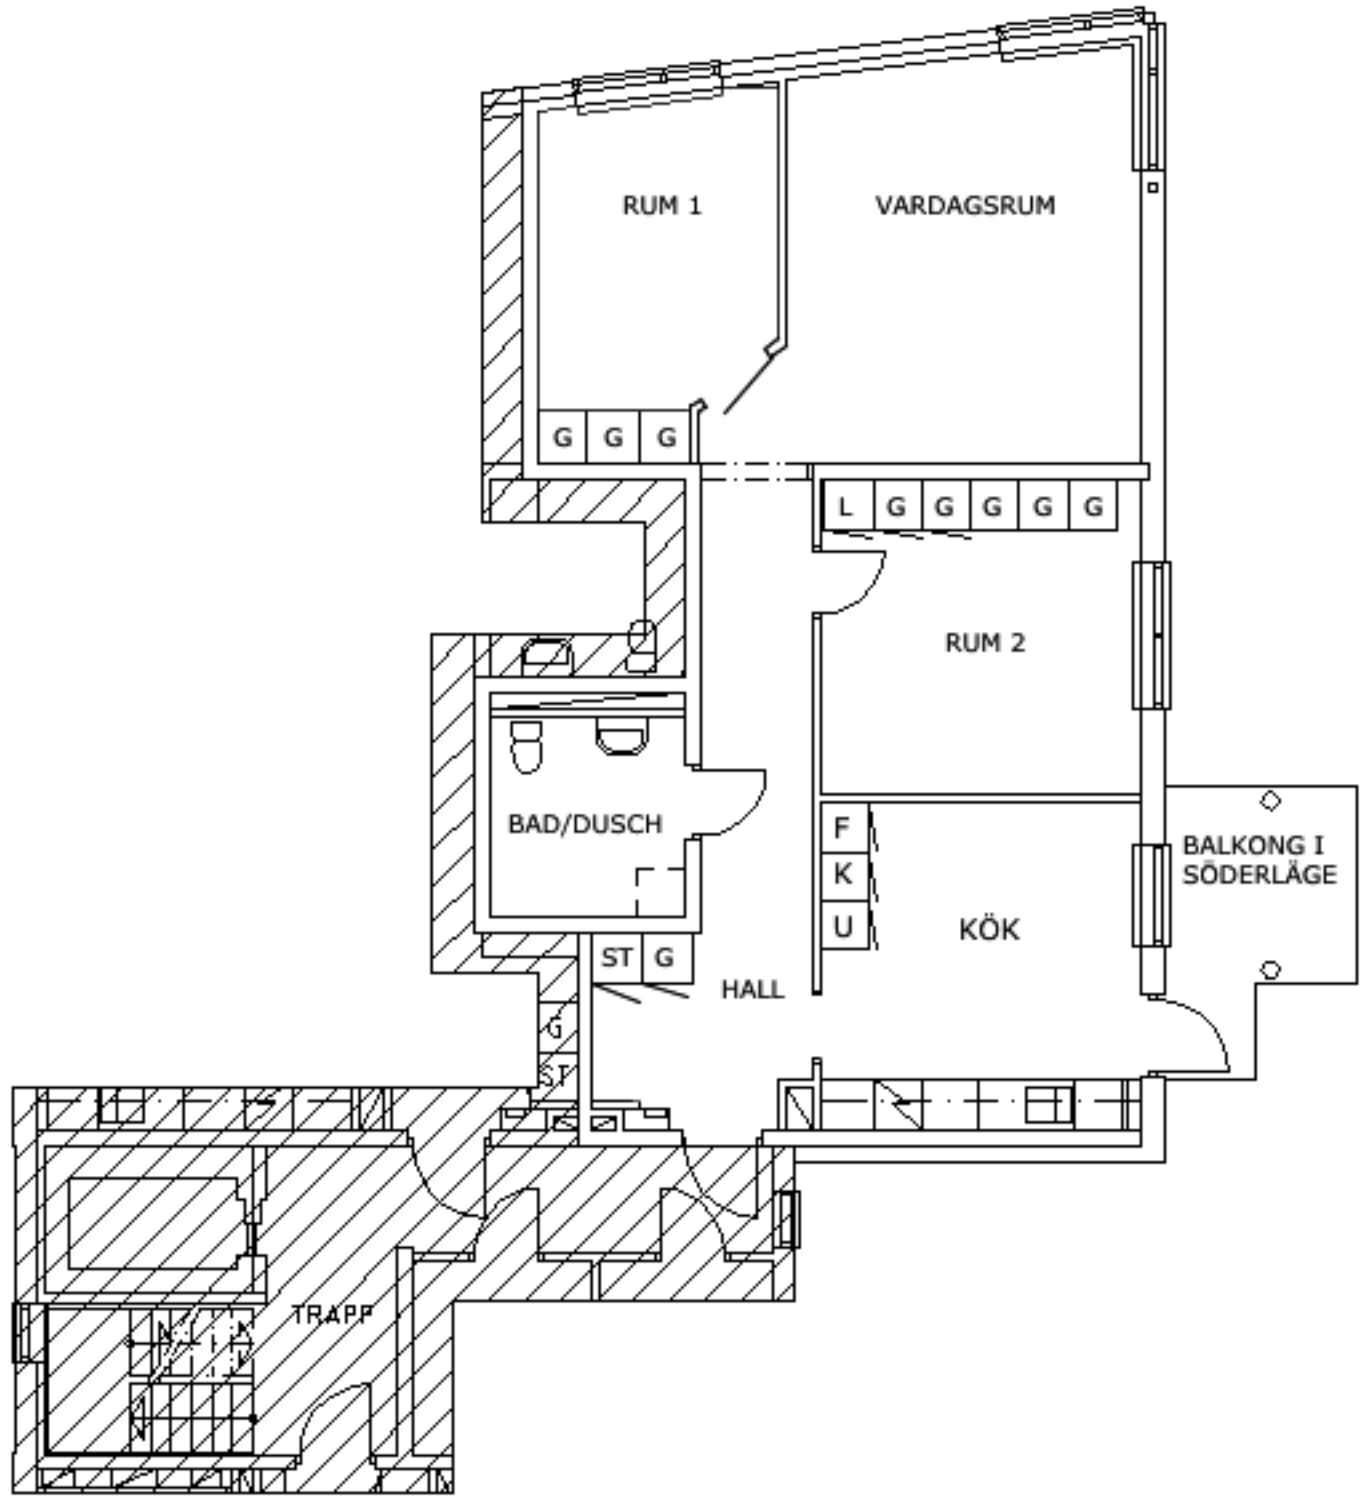 RUM 1
VARDAGSRUM
G G G
L G G G G G
RUM 2
BAD/DUSCH
F
K
U
BALKONG I
SÖDERLÄGE
KÖK
ST G
HALL
G
ST
TRAPP